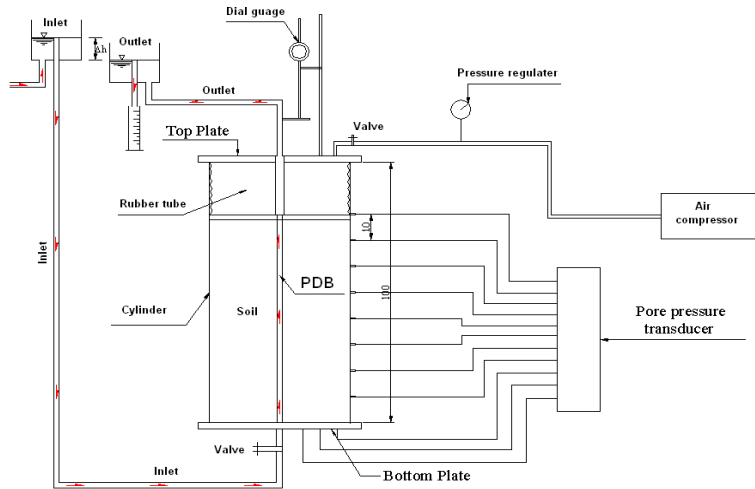 Inlet
Δh
Outlet
Dial guage
Pressure regulater
Outlet
Valve
Top Plate
Rubber tube
Air
compressor
10
Inlet
PDB
100
Cylinder
Soil
Pore pressure
transducer
Valve
Inlet
Bottom Plate